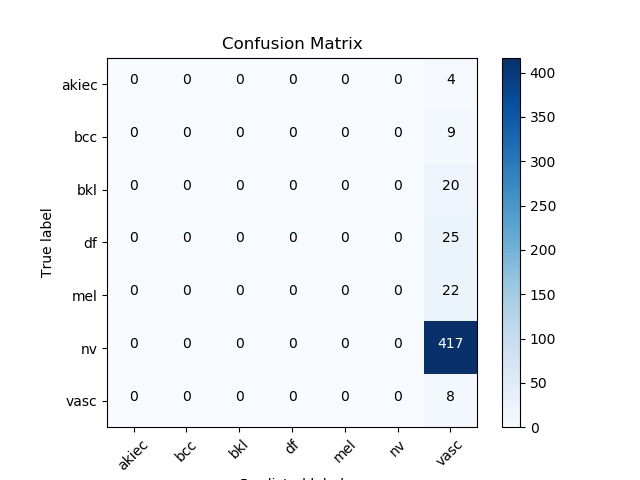 Confusion Matrix
akiec 0 0 0 0 0 0 4
bcc 0 0 0 0 0 0 9
bkl 0 0 0 0 0 0 20
df 0 0 0 0 0 0 25
mel 0 0 0 0 0 0 22
nv 0 0 0 0 0 0 417
vasc 0 0 0 0 0 0 8
akiec bcc bkl df mel nv vasc
True label
400
350
300
250
200
150
100
50
0